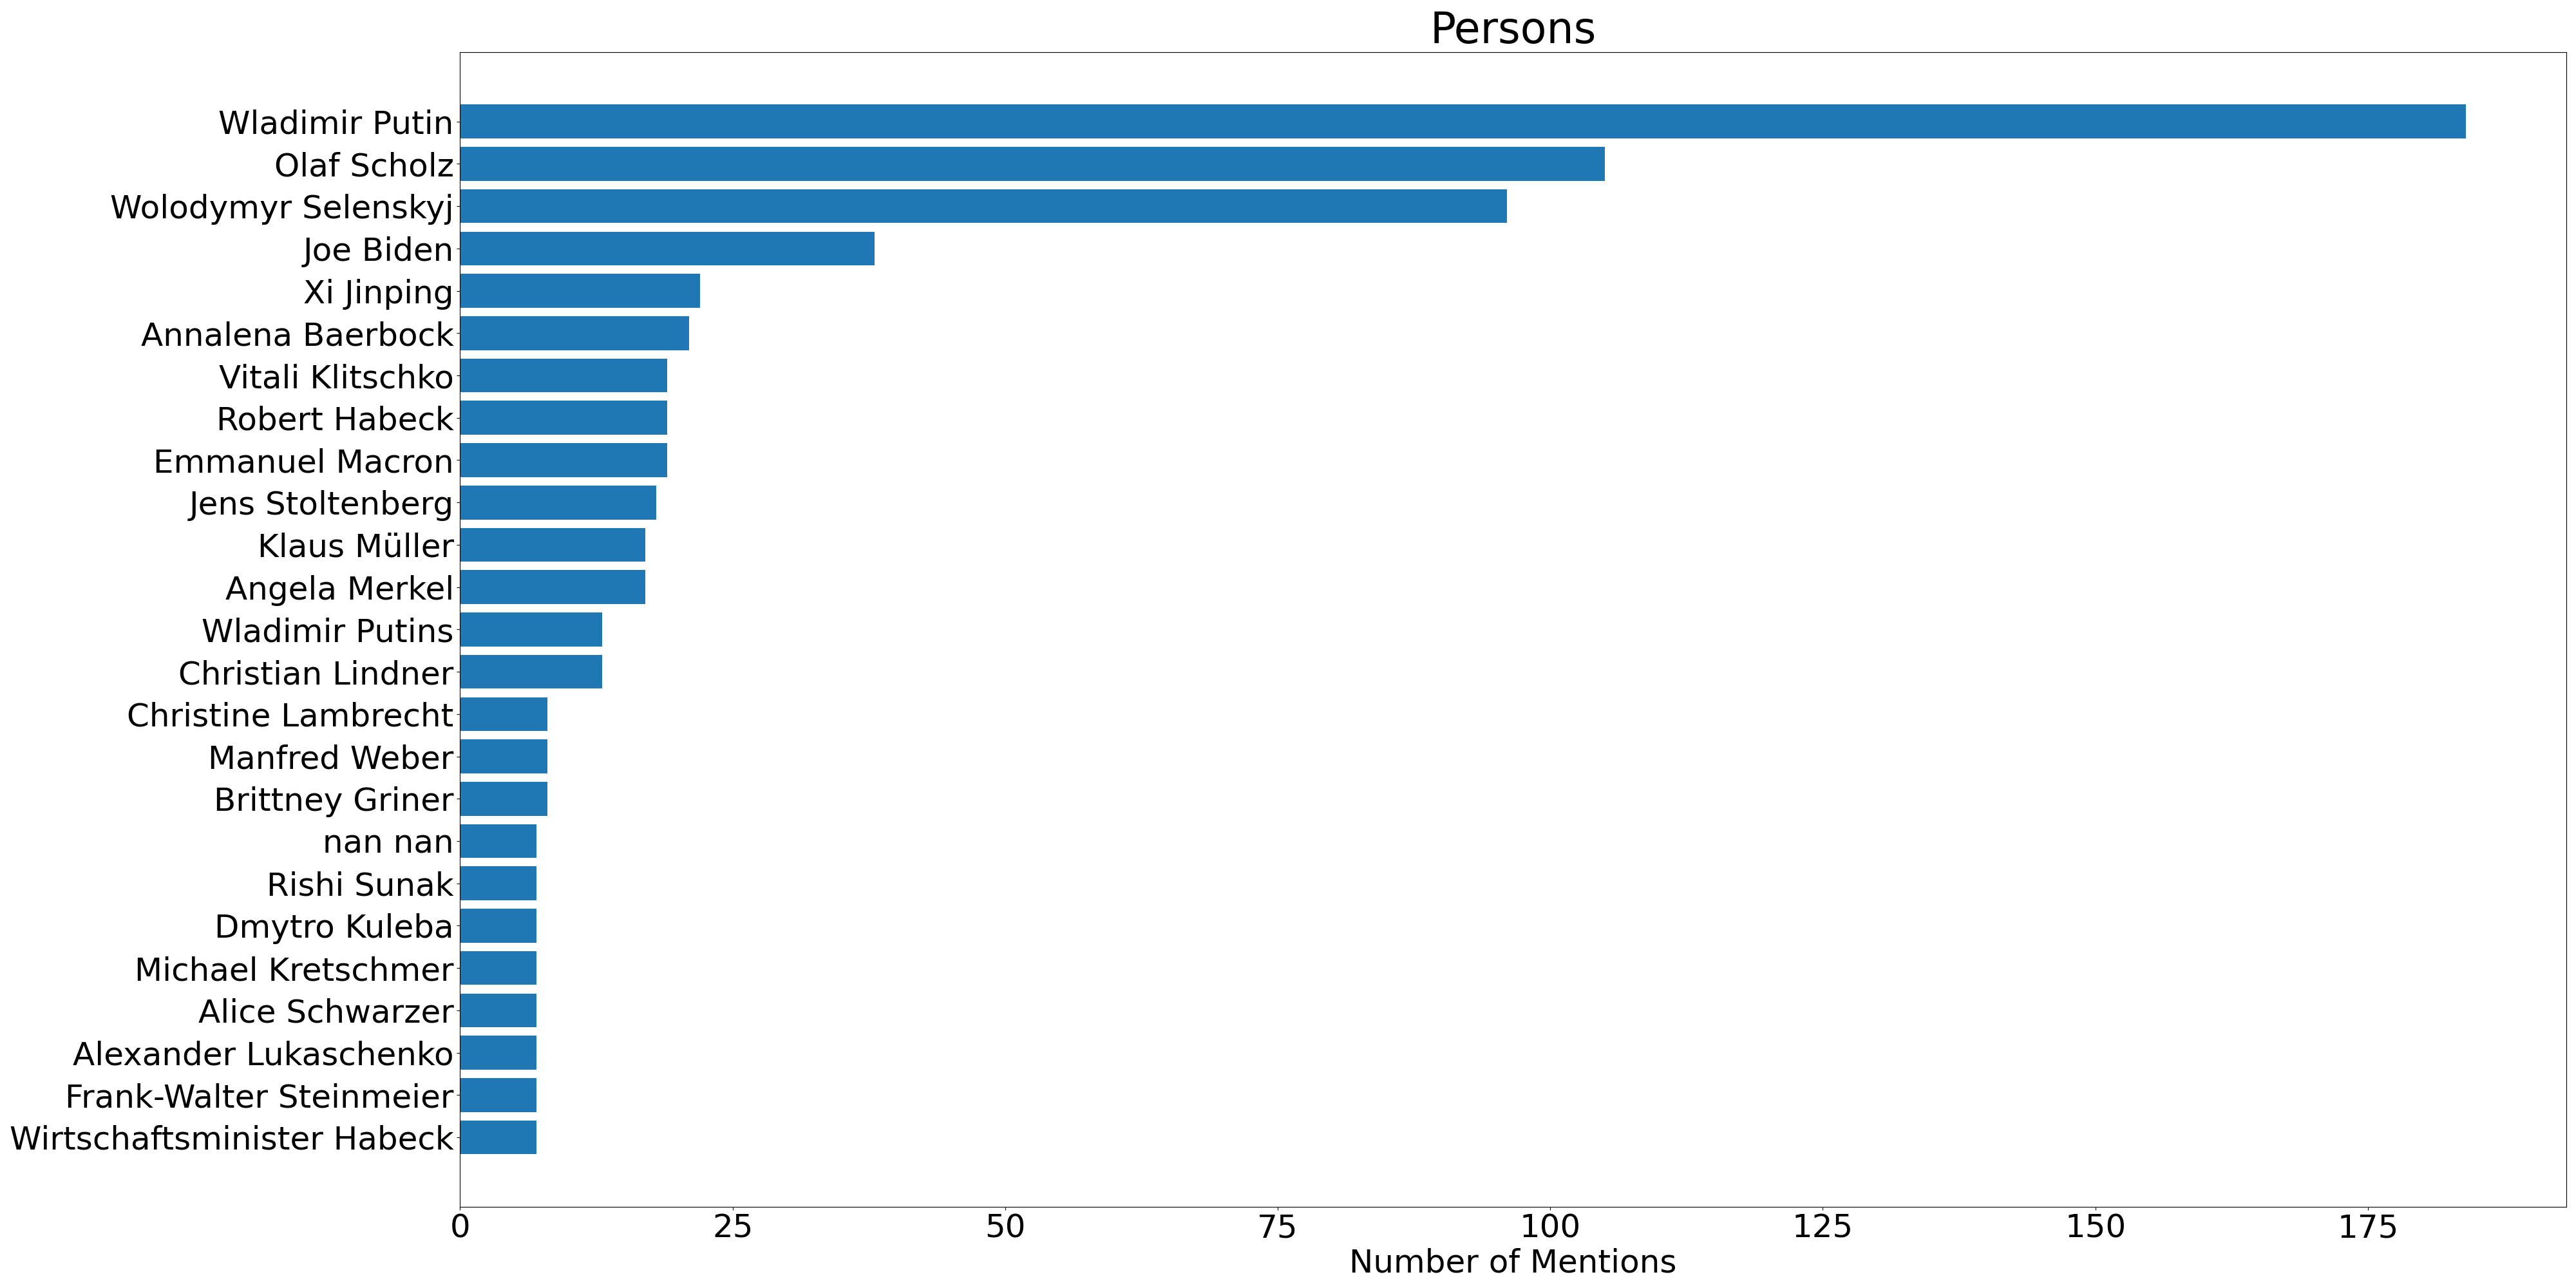 Persons
Wladimir Putin
Olaf Scholz
Wolodymyr Selenskyj
Joe Biden
Xi Jinping
Annalena Baerbock
Vitali Klitschko
Robert Habeck
Emmanuel Macron
Jens Stoltenberg
Klaus Müller
Angela Merkel
Wladimir Putins
Christian Lindner
Christine Lambrecht
Manfred Weber
Brittney Griner
nan nan
Rishi Sunak
Dmytro Kuleba
Michael Kretschmer
Alice Schwarzer
Alexander Lukaschenko
Frank-Walter Steinmeier
Wirtschaftsminister Habeck
0 25 50 75 100 125 150 175
Number of Mentions